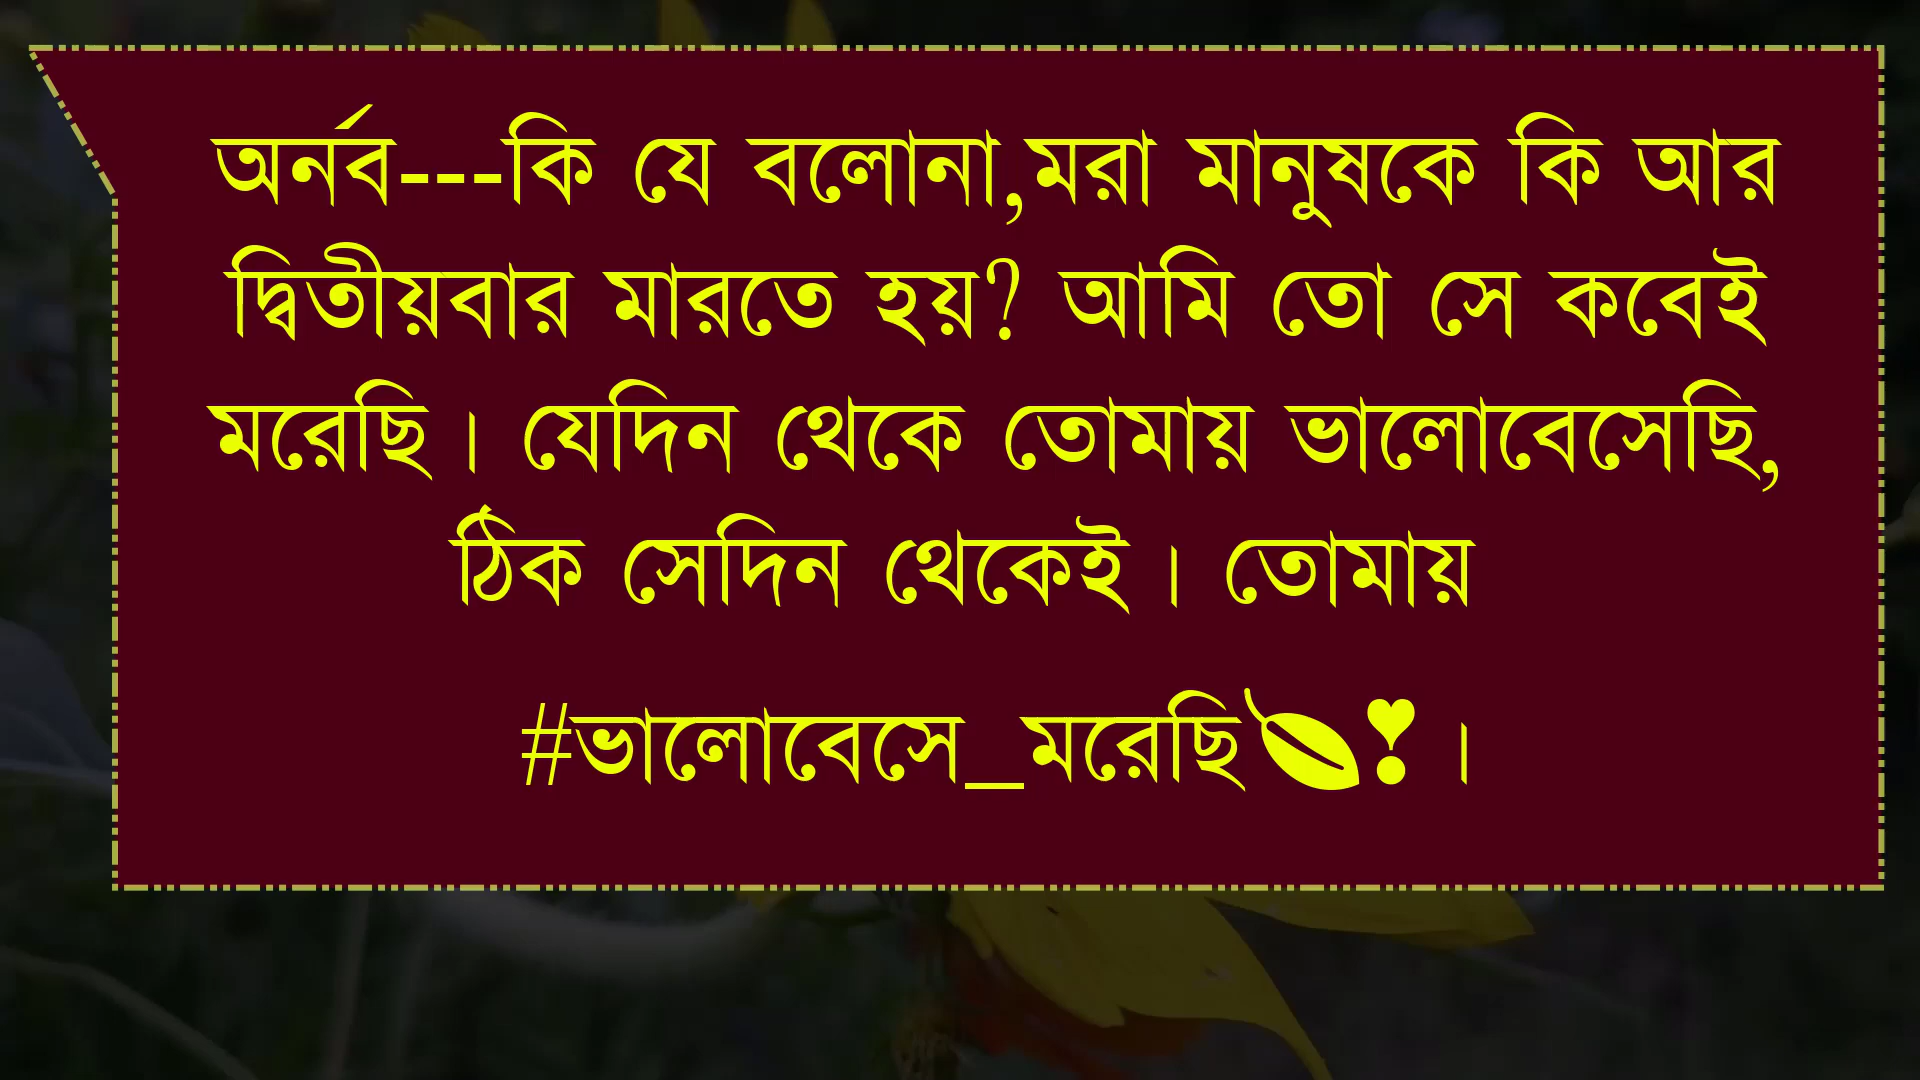 অর্নব---কি যে বলোনা,মরা মানুষকে কি আর
দ্বিতীয়বার মারতে হয়? আমি তো সে কবেই
মরেছি। যেদিন থেকে তোমায় ভালোবেসেছি,
ঠিক সেদিন থেকেই। তোমায়
#ভালোবেসে_মরেছি🍃❣।